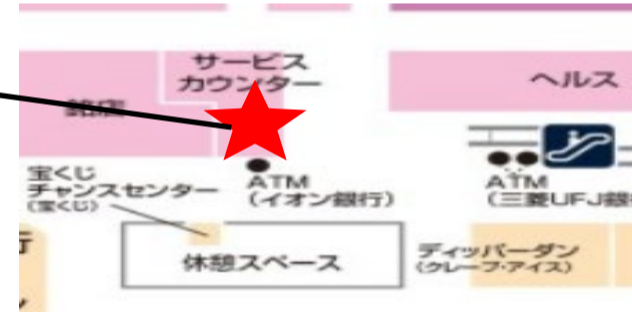 サービス
カウンター
ヘルス
銘店
宝くじ
チャンスセンター
(宝くじ)
ATM
(イオン銀行)
ATM
(三菱UFJ銀
休憩スペース
ディッパーダン
(クレープ・アイス)